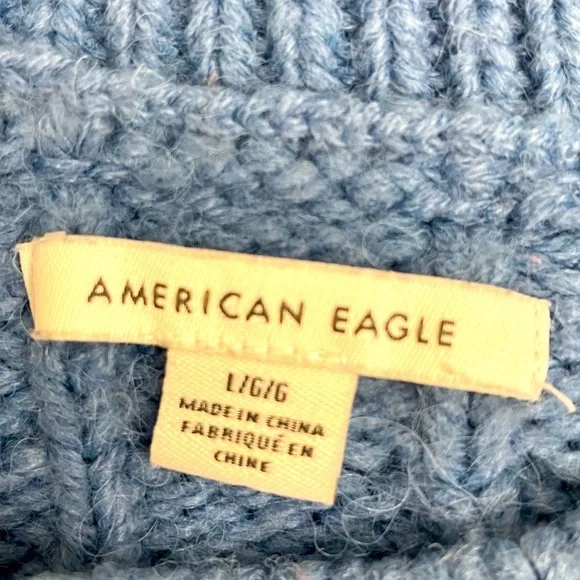 AMERICAN EAGLE
L/G/G
MADE IN CHINA
FABRIQUÉ EN
CHINE